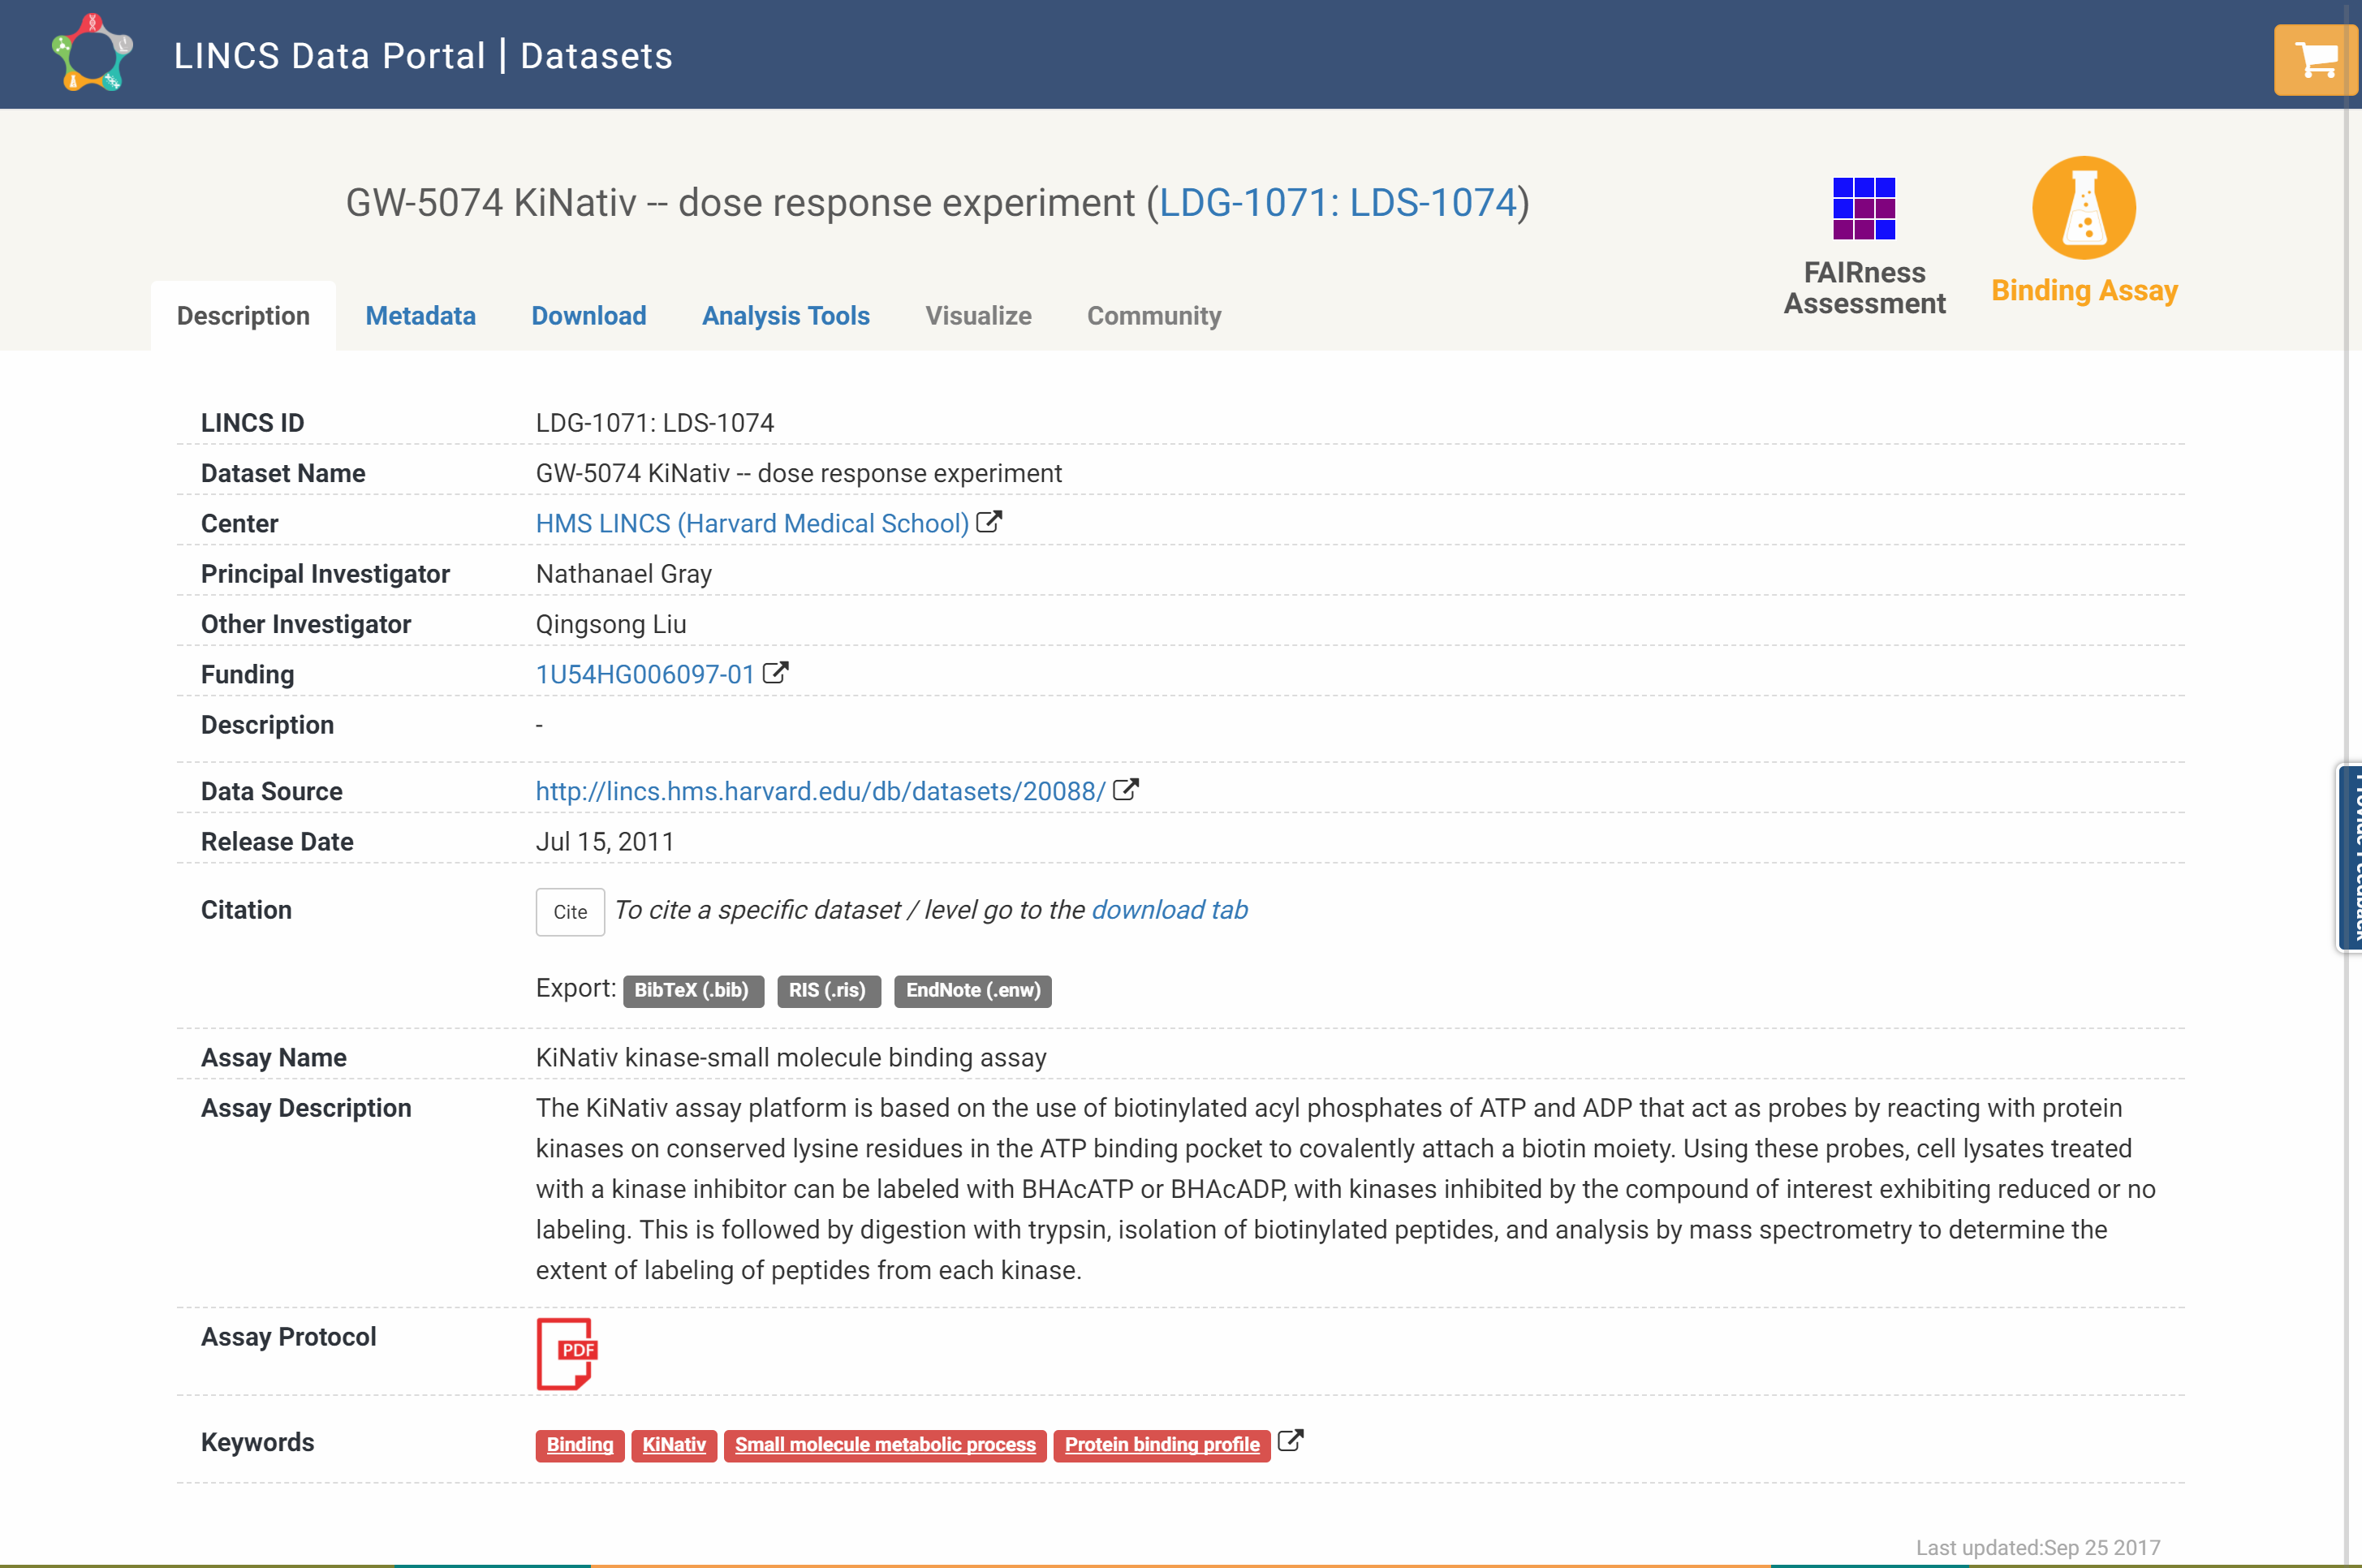 LINCS Data Portal | Datasets
GW-5074 KiNativ -- dose response experiment (LDG-1071: LDS-1074)
FAIRness
Assessment
Binding Assay
Description Metadata Download Analysis Tools Visualize Community
LINCS ID LDG-1071: LDS-1074
Dataset Name GW-5074 KiNativ -- dose response experiment
Center HMS LINCS (Harvard Medical School)
Principal Investigator Nathanael Gray
Other Investigator Qingsong Liu
Funding 1U54HG006097-01
Description -
Data Source http://lincs.hms.harvard.edu/db/datasets/20088/
Release Date Jul 15, 2011
Citation Cite To cite a specific dataset / level go to the download tab
Export: BibTeX (.bib) RIS (.ris) EndNote (.enw)
Assay Name KiNativ kinase-small molecule binding assay
Assay Description The KiNativ assay platform is based on the use of biotinylated acyl phosphates of ATP and ADP that act as probes by reacting with protein
kinases on conserved lysine residues in the ATP binding pocket to covalently attach a biotin moiety. Using these probes, cell lysates treated
with a kinase inhibitor can be labeled with BHAcATP or BHAcADP, with kinases inhibited by the compound of interest exhibiting reduced or no
labeling. This is followed by digestion with trypsin, isolation of biotinylated peptides, and analysis by mass spectrometry to determine the
extent of labeling of peptides from each kinase.
Assay Protocol PDF
Keywords Binding KiNativ Small molecule metabolic process Protein binding profile
Last updated:Sep 25 2017